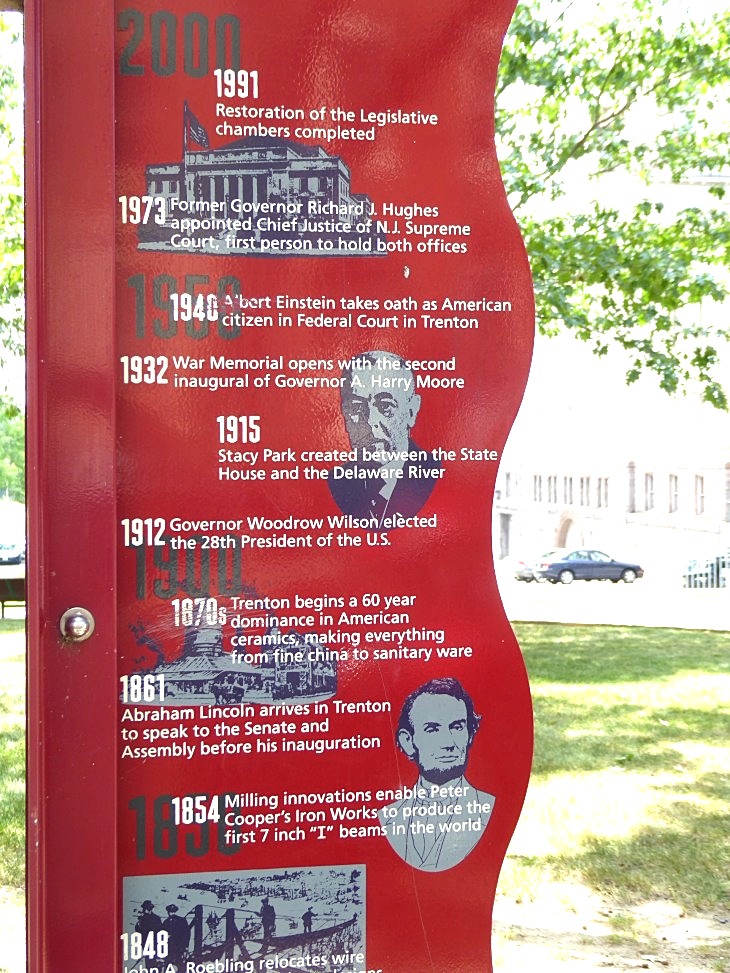 2000
1991
Restoration of the Legislative
chambers completed
1973 Former Governor Richard J. Hughes
appointed Chief Justice of N.J. Supreme
Court, first person to hold both offices
1950
1940 Albert Einstein takes oath as American
citizen in Federal Court in Trenton
1932 War Memorial opens with the second
inaugural of Governor A. Harry Moore
1915
Stacy Park created between the State
House and the Delaware River
1912 Governor Woodrow Wilson elected
the 28th President of the U.S.
1900
1870s Trenton begins a 60 year
dominance in American
ceramics, making everything
from fine china to sanitary ware
1861
Abraham Lincoln arrives in Trenton
to speak to the Senate and
Assembly before his inauguration
1850
1854 Milling innovations enable Peter
Cooper's Iron Works to produce the
first 7 inch "I" beams in the world
1848
John A. Roebling relocates wire